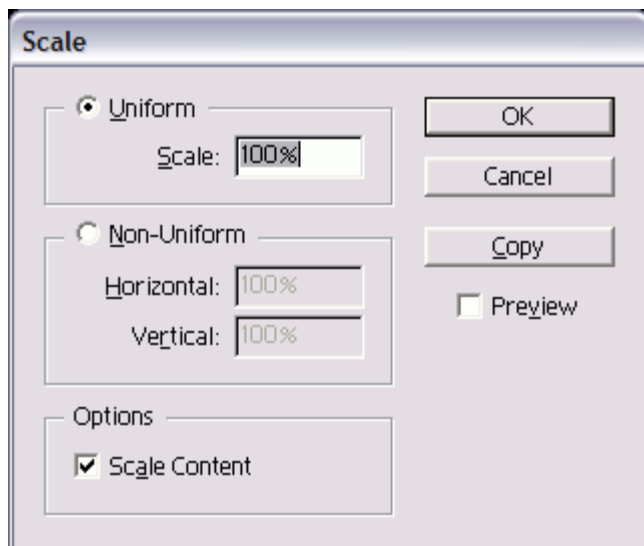 Scale
Uniform
Scale: 100%
Non-Uniform
Horizontal: 100%
Vertical: 100%
Options
Scale Content
OK
Cancel
Copy
Preview